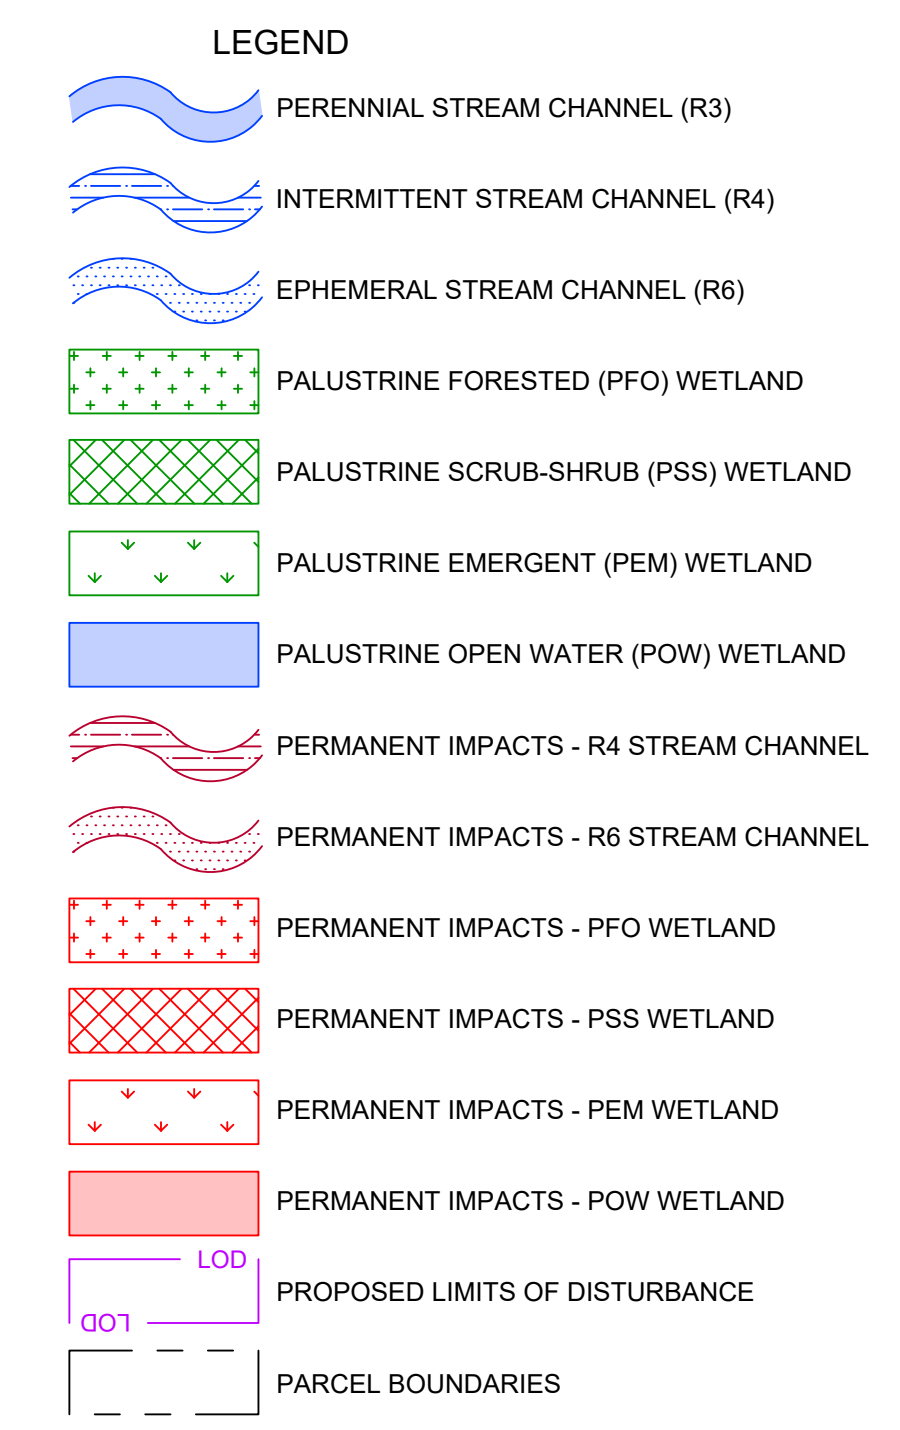 LEGEND
PERENNIAL STREAM CHANNEL (R3)
INTERMITTENT STREAM CHANNEL (R4)
EPHEMERAL STREAM CHANNEL (R6)
PALUSTRINE FORESTED (PFO) WETLAND
PALUSTRINE SCRUB-SHRUB (PSS) WETLAND
PALUSTRINE EMERGENT (PEM) WETLAND
PALUSTRINE OPEN WATER (POW) WETLAND
PERMANENT IMPACTS - R4 STREAM CHANNEL
PERMANENT IMPACTS - R6 STREAM CHANNEL
PERMANENT IMPACTS - PFO WETLAND
PERMANENT IMPACTS - PSS WETLAND
PERMANENT IMPACTS - PEM WETLAND
PERMANENT IMPACTS - POW WETLAND
LOD
PROPOSED LIMITS OF DISTURBANCE
LOD
PARCEL BOUNDARIES